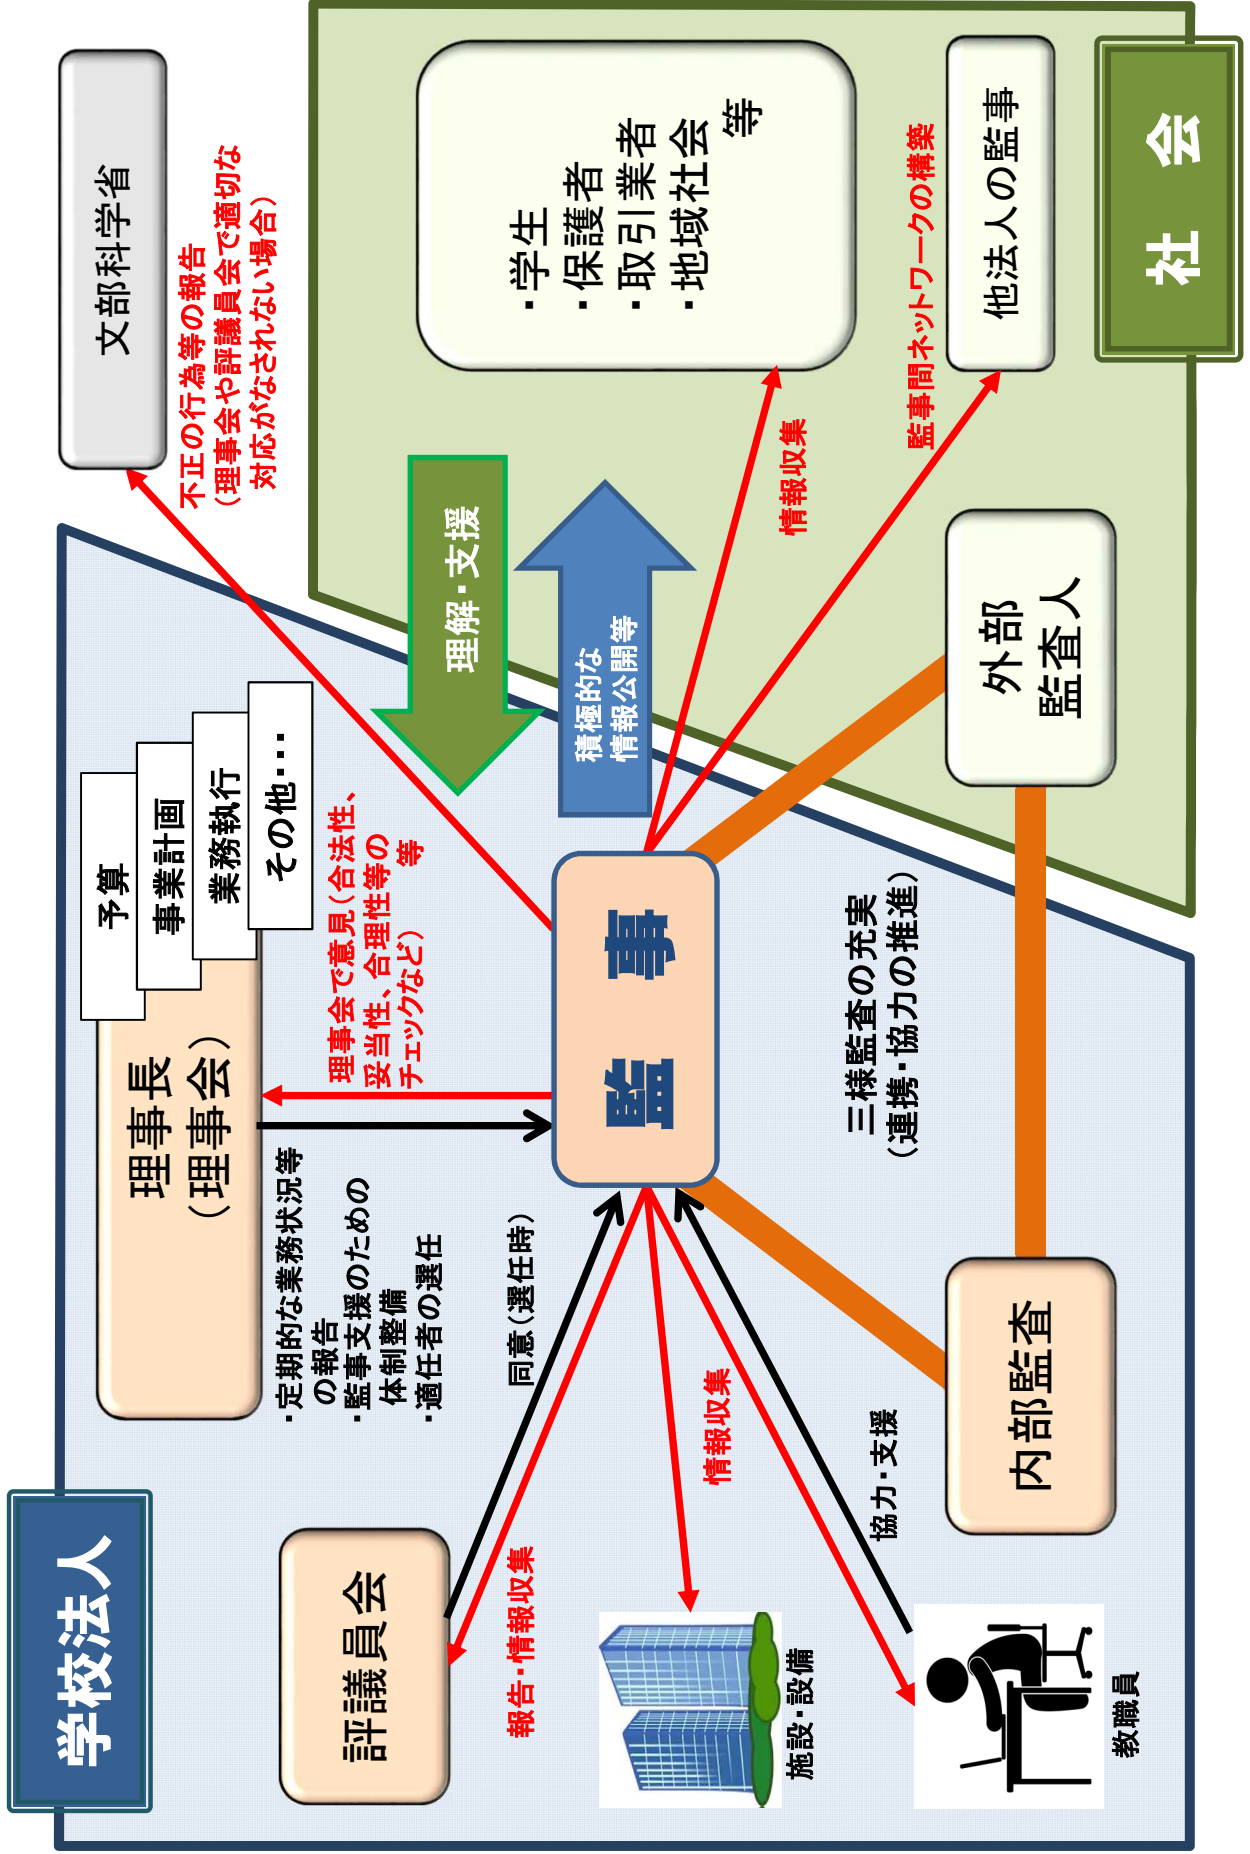 学校法人
文部科学省
不正の行為等の報告
（理事会や評議員会で適切な
対応がなされない場合）
予算
事業計画
業務執行
その他・・・
理事長
（理事会）
理事会で意見（合法性、
妥当性、合理性等の
チェックなど）　等
・定期的な業務状況等
の報告
・監事支援のための
体制整備
・適任者の選任
評議員会
同意（選任時）
報告・情報収集
監　事
理解・支援
積極的な
情報公開等
・学生
・保護者
・取引業者
・地域社会
等
情報収集
情報収集
施設・設備
監事間ネットワークの構築
他法人の監事
三様監査の充実
（連携・協力の推進）
協力・支援
教職員
内部監査
外部
監査人
社　会